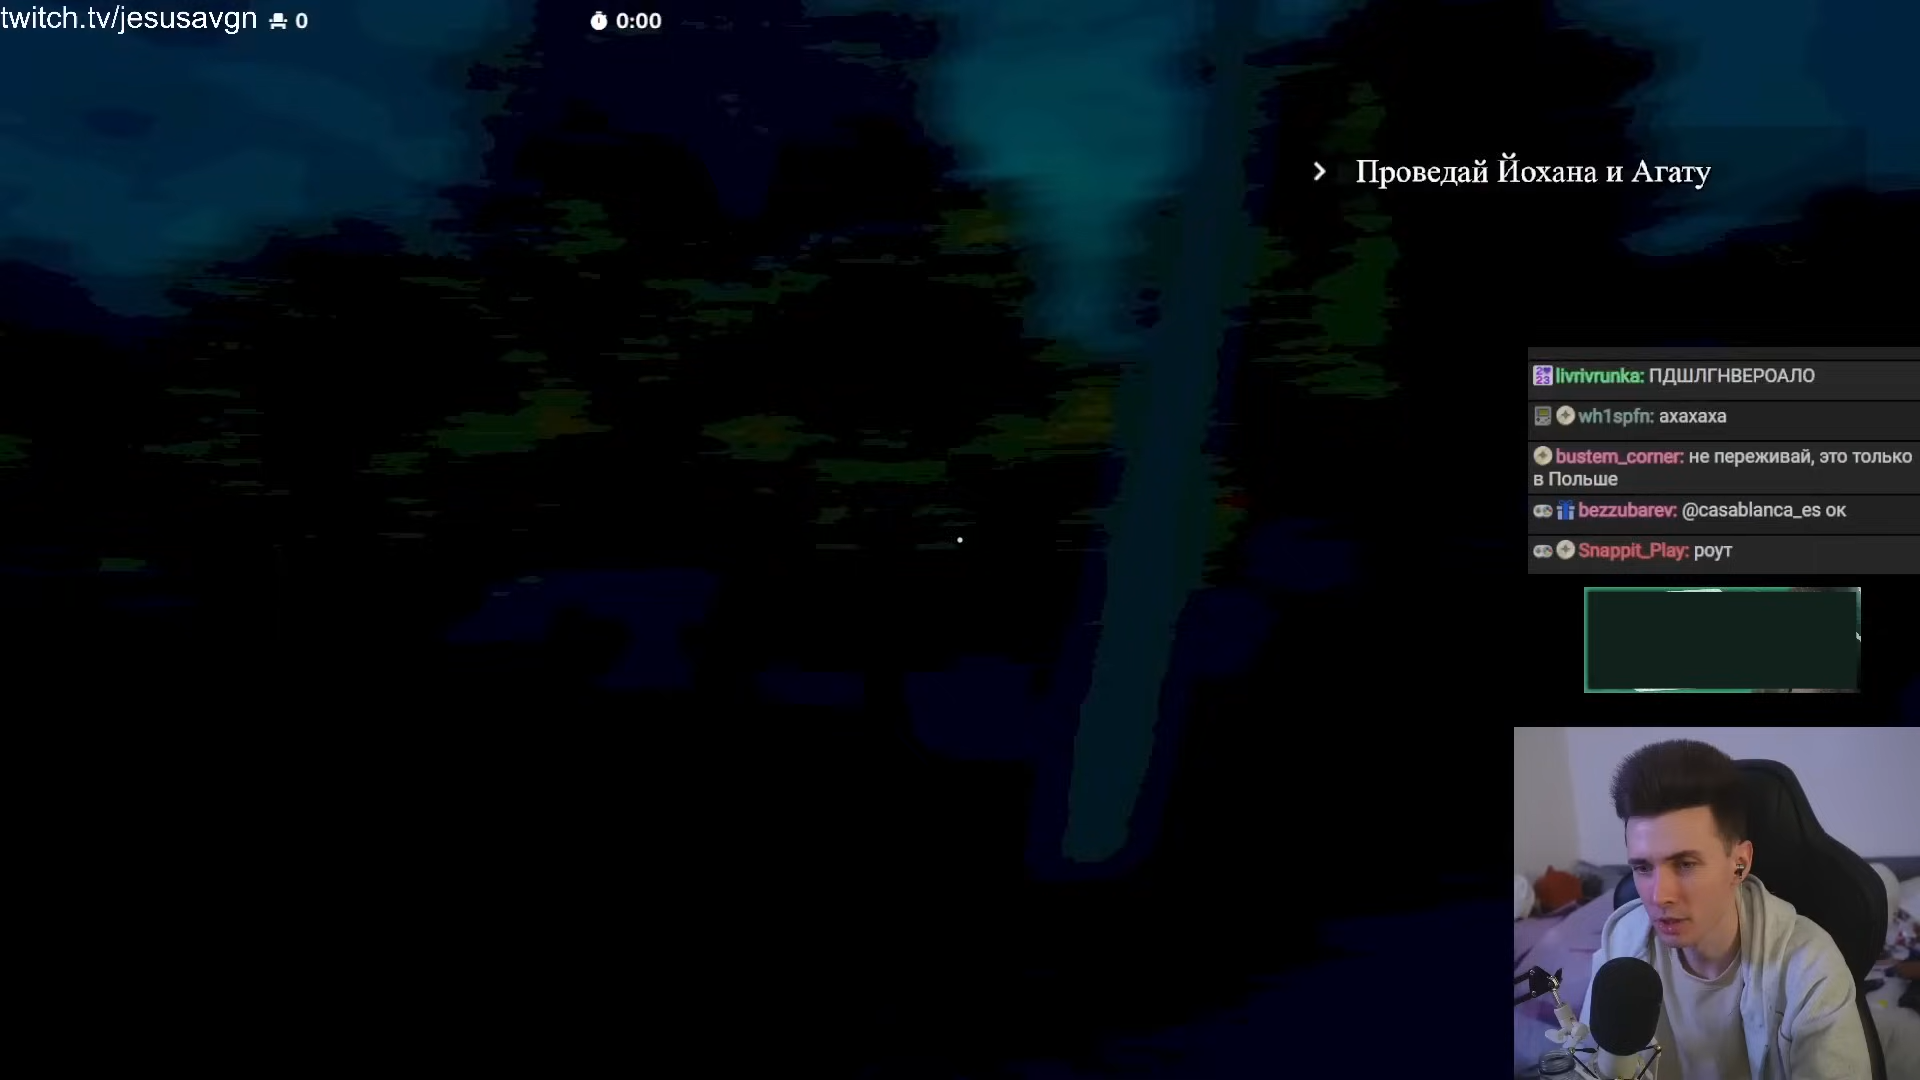 twitch.tv/jesusavgn 0
0:00
Проведай Йохана и Агату
livrivrunka: ПДШЛГНВЕРОАЛО
wh1spfn: ахахаха
bustem_corner: не переживай, это только
в Польше
bezzubarev: @casablanca_es ок
Snappit_Play: роут